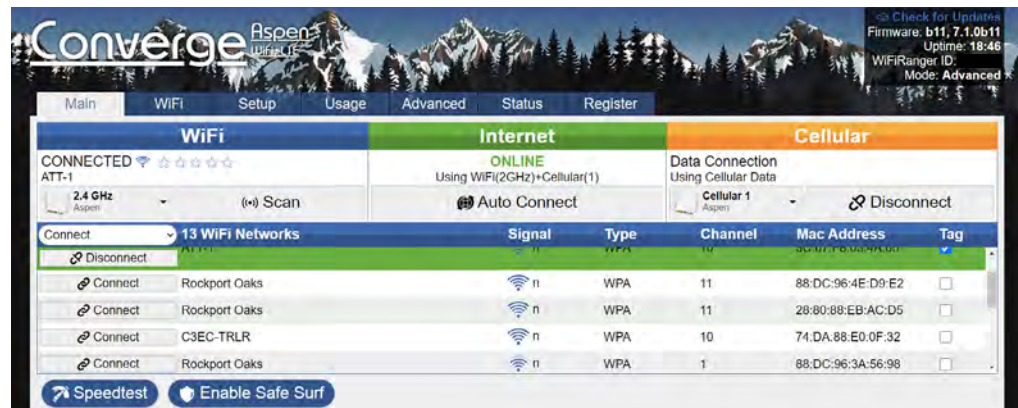 Converge Aspen
WiFi+LTE
Check for Updates
Firmware: b11, 7.1.0b11
Uptime: 18:46
WiFiRanger ID:
Mode: Advanced
Main WiFi Setup Usage Advanced Status Register
WiFi Internet Cellular
CONNECTED
ATT-1
ONLINE
Using WiFi(2GHz)+Cellular(1)
Data Connection
Using Cellular Data
2.4 GHz
Aspen
Scan
Auto Connect
Cellular 1
Aspen
Disconnect
Connect 13 WiFi Networks Signal Type Channel Mac Address Tag
Disconnect ATT-1 n WPA 10
Connect Rockport Oaks n WPA 11 88:DC:96:4E:D9:E2
Connect Rockport Oaks n WPA 11 28:80:88:EB:AC:D5
Connect C3EC-TRLR n WPA 10 74:DA:88:E0:0F:32
Connect Rockport Oaks n WPA 1 88:DC:96:3A:56:98
Speedtest Enable Safe Surf